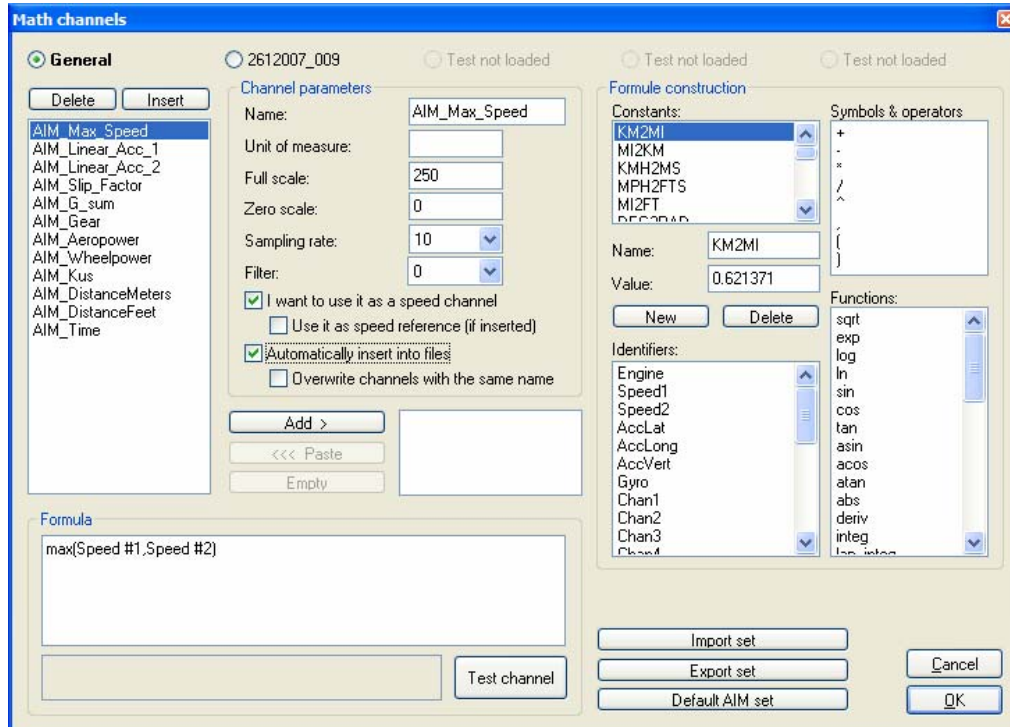 Math channels
General
2612007_009
Test not loaded
Test not loaded
Test not loaded
Delete
Insert
AIM_Max_Speed
AIM_Linear_Acc_1
AIM_Linear_Acc_2
AIM_Slip_Factor
AIM_G_sum
AIM_Gear
AIM_Aeropower
AIM_Wheelpower
AIM_Kus
AIM_DistanceMeters
AIM_DistanceFeet
AIM_Time
Channel parameters
Name: AIM_Max_Speed
Unit of measure:
Full scale: 250
Zero scale: 0
Sampling rate: 10
Filter: 0
I want to use it as a speed channel
Use it as speed reference (if inserted)
Automatically insert into files
Overwrite channels with the same name
Add >
<<< Paste
Empty
Formula
max(Speed #1,Speed #2)
Test channel
Formule construction
Constants:
KM2MI
MI2KM
KMH2MS
MPH2FTS
MI2FT
DEG2RAD
Name: KM2MI
Value: 0.621371
New
Delete
Identifiers:
Engine
Speed1
Speed2
AccLat
AccLong
AccVert
Gyro
Chan1
Chan2
Chan3
Chan4
Symbols & operators
+
-
*
/
^
,
(
)
Functions:
sqrt
exp
log
ln
sin
cos
tan
asin
acos
atan
abs
deriv
integ
lap_integ
Import set
Export set
Default AIM set
Cancel
OK